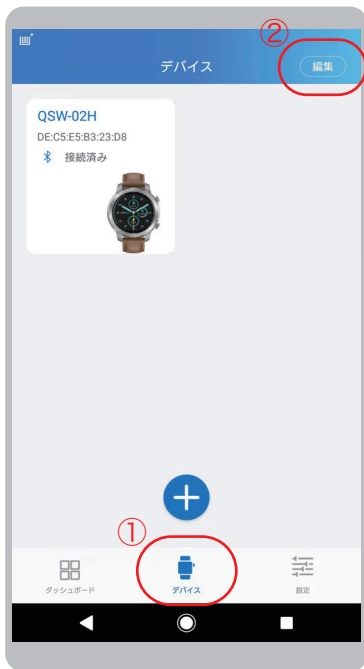 ②
デバイス
編集
QSW-02H
DE:C5:E5:B3:23:D8
接続済み
①
ダッシュボード
デバイス
設定